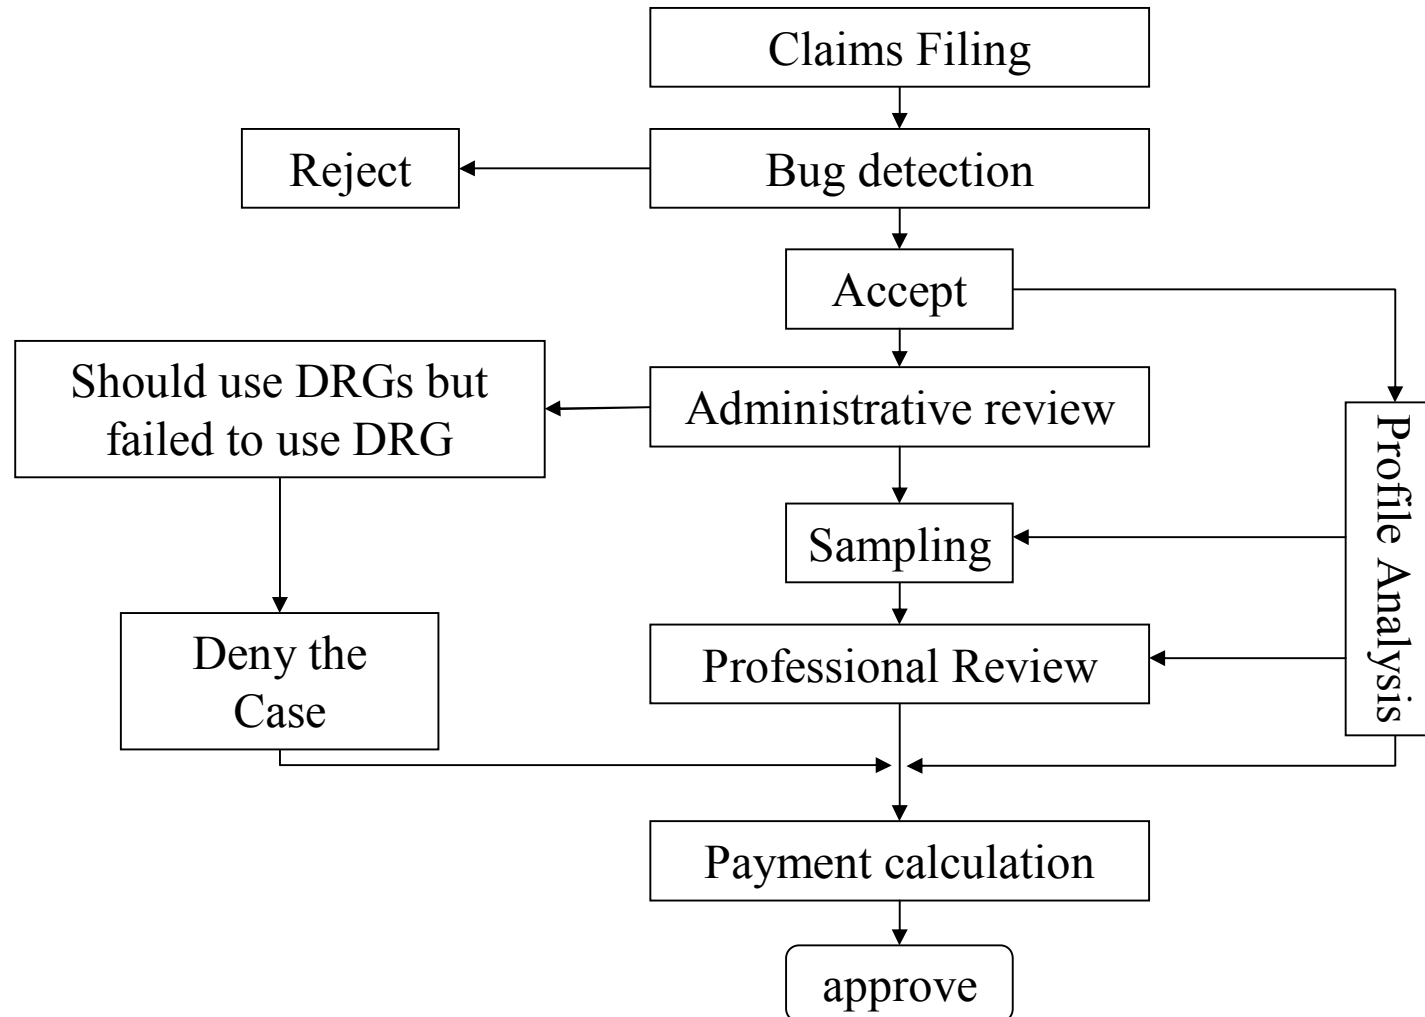 Claims Filing
Reject
Bug detection
Accept
Should use DRGs but
failed to use DRG
Administrative review
Profile Analysis
Sampling
Deny the
Case
Professional Review
Payment calculation
approve